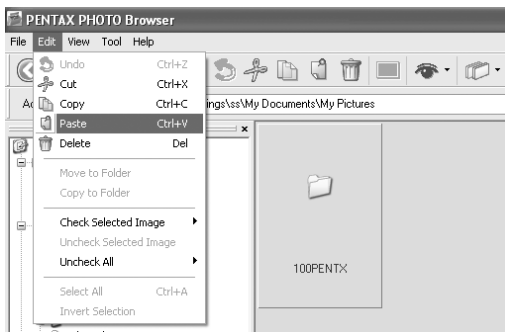 PENTAX PHOTO Browser
File Edit View Tool Help
Undo Ctrl+Z
Cut Ctrl+X
Copy Ctrl+C
ings\ss\My Documents\My Pictures
Paste Ctrl+V
Delete Del
Move to Folder
Copy to Folder
Check Selected Image
Uncheck Selected Image
Uncheck All
100PENTX
Select All Ctrl+A
Invert Selection